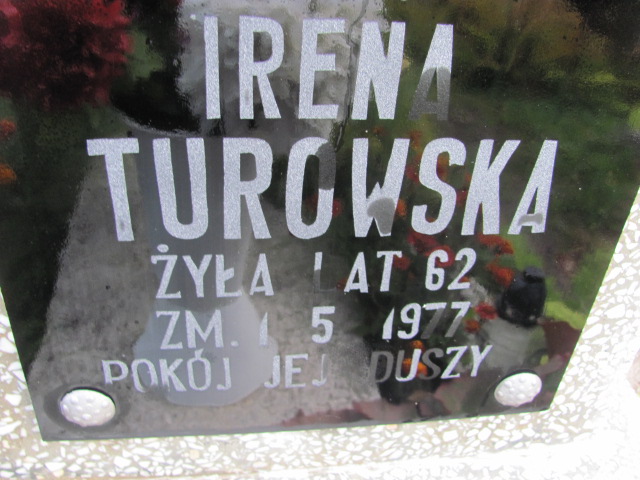 IRENA
TUROWSKA
ŻYŁA LAT 62
ZM. 1 5 1977
POKÓJ JEJ DUSZY